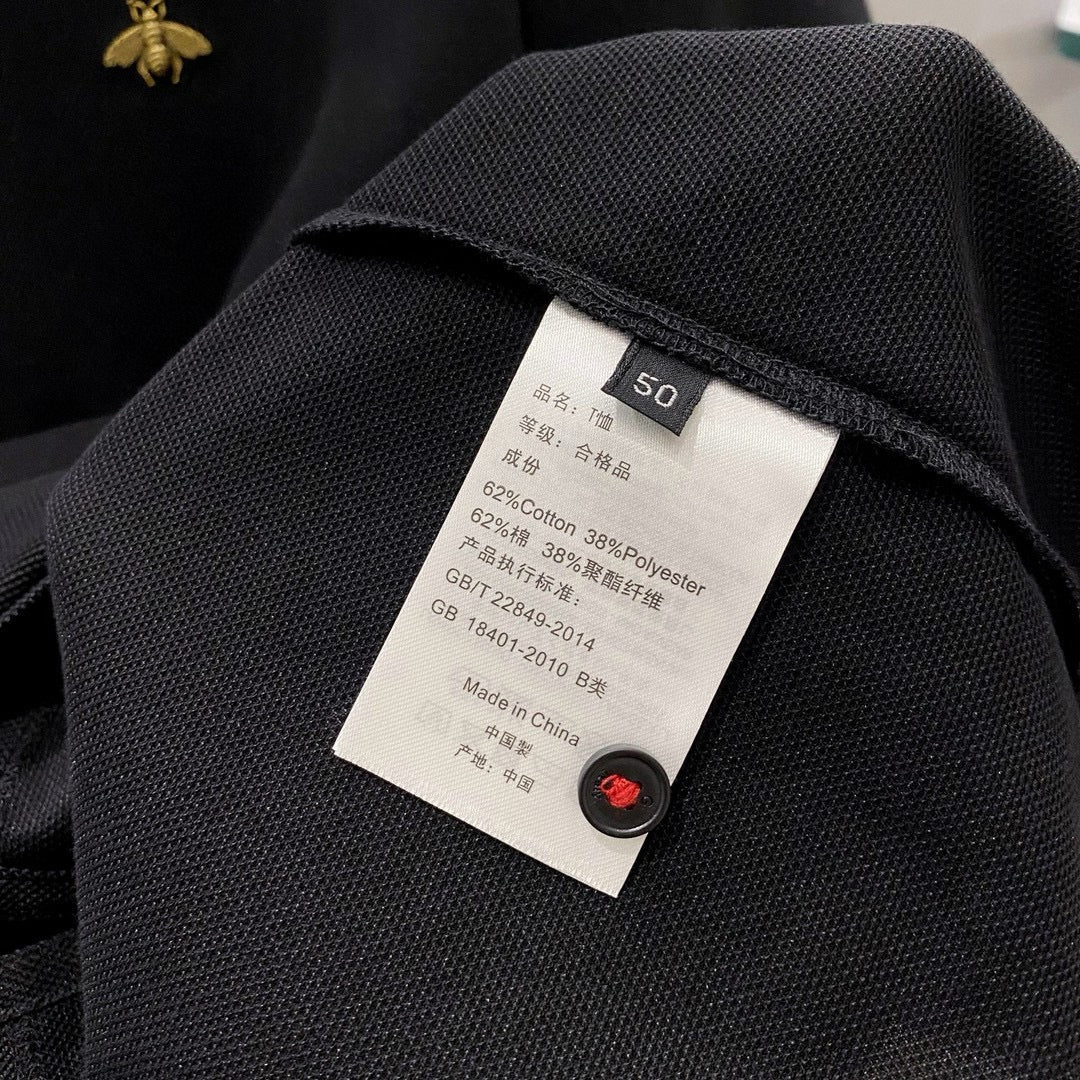 50
品名：T恤
等级：合格品
成份
62%Cotton 38%Polyester
62%棉 38%聚酯纤维
产品执行标准：
GB/T 22849-2014
GB 18401-2010 B类
Made in China
中国製
产地：中国